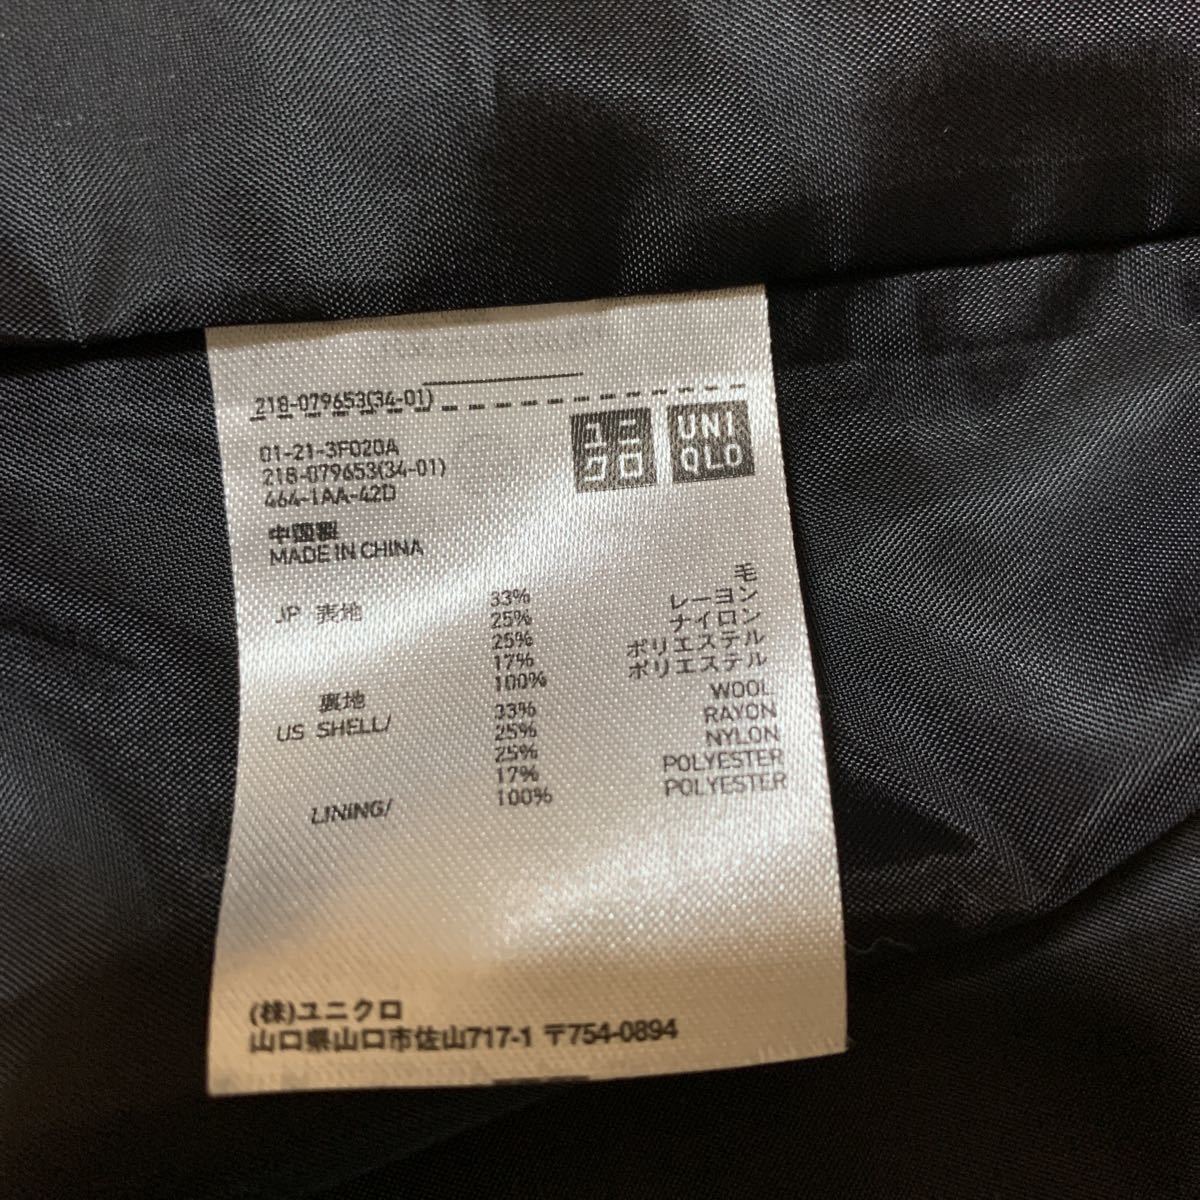 218-079653(34-01)
ユニクロ
UNIQLO
01-21-3F020A
218-079653(34-01)
464-1AA-42D
中国製
MADE IN CHINA
JP 表地 33% 毛
25% レーヨン
25% ナイロン
17% ポリエステル
裏地 100% ポリエステル
US SHELL/ 33% WOOL
25% RAYON
25% NYLON
17% POLYESTER
LINING/ 100% POLYESTER
(株)ユニクロ
山口県山口市佐山717-1 〒754-0894